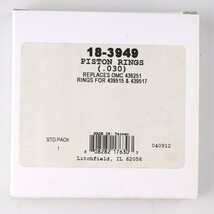 18-3949
PISTON RINGS
(.030)
REPLACES OMC 436251
RINGS FOR 439515 & 439517
STD.PACK
1
MADE IN: Taiwan
040912
Litchfield, IL 62056